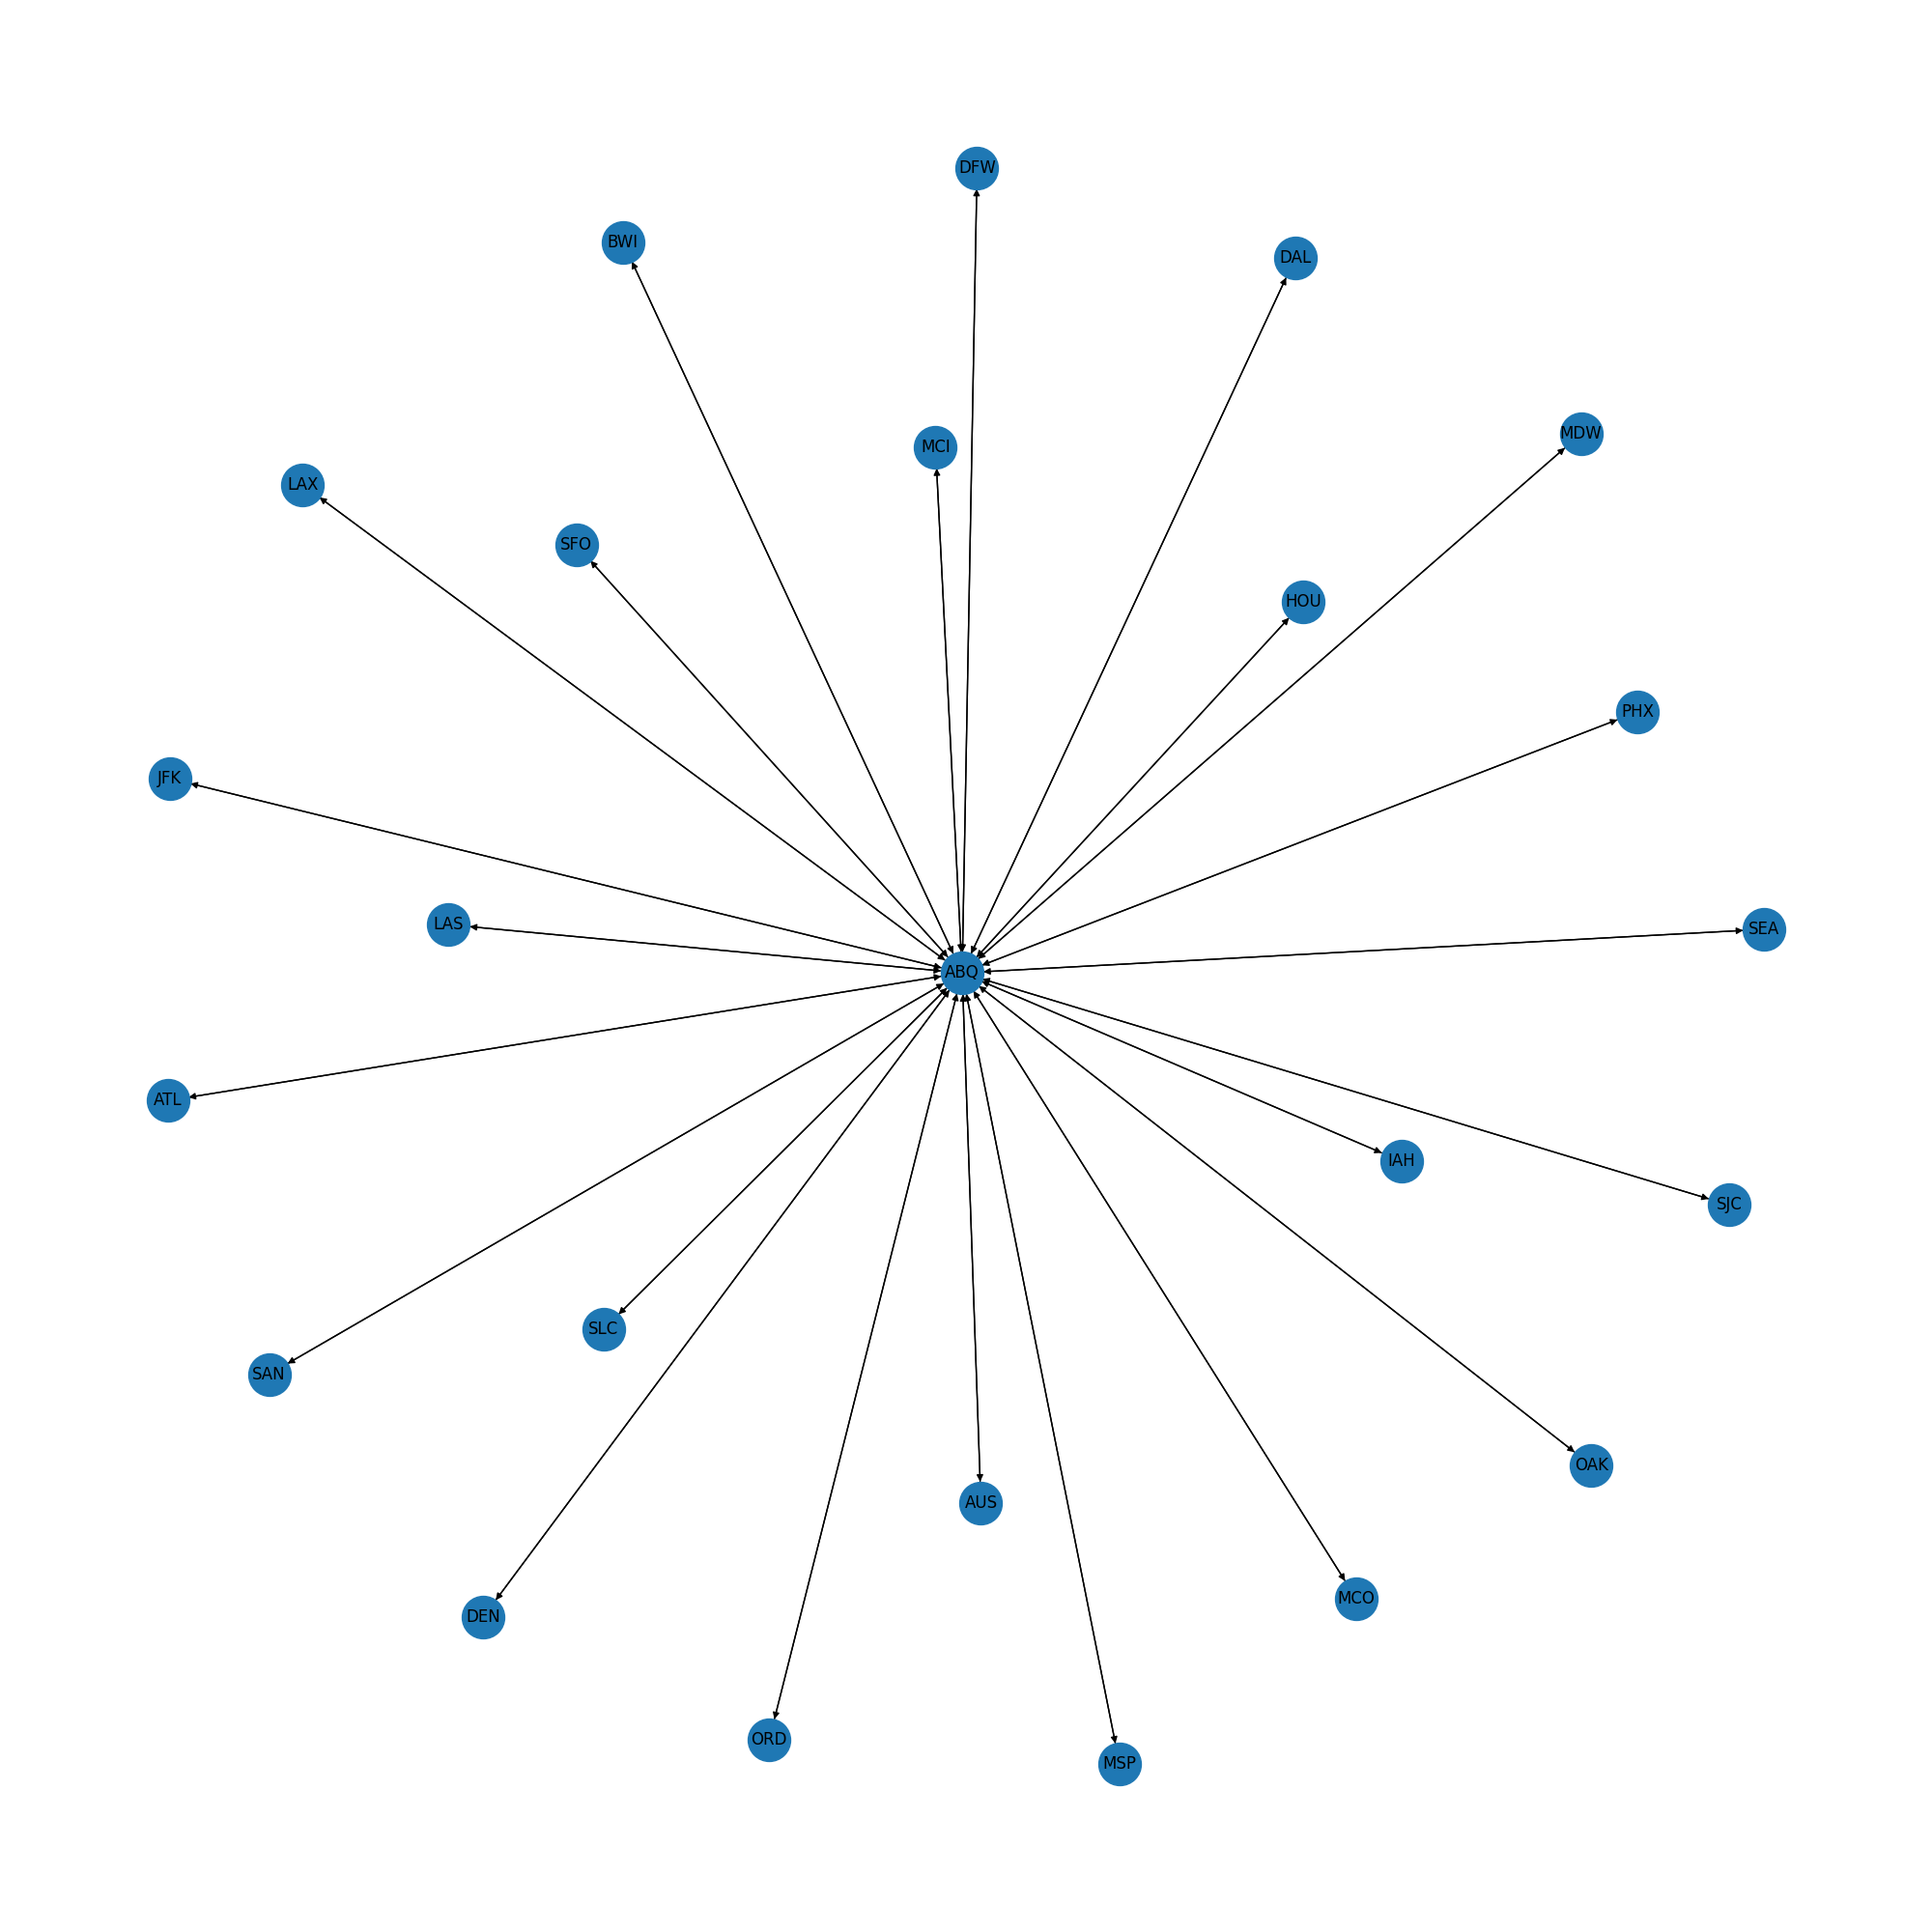 DFW
BWI
DAL
MDW
MCI
LAX
SFO
HOU
PHX
JFK
LAS
SEA
ABQ
ATL
IAH
SJC
SLC
SAN
OAK
AUS
MCO
DEN
ORD
MSP